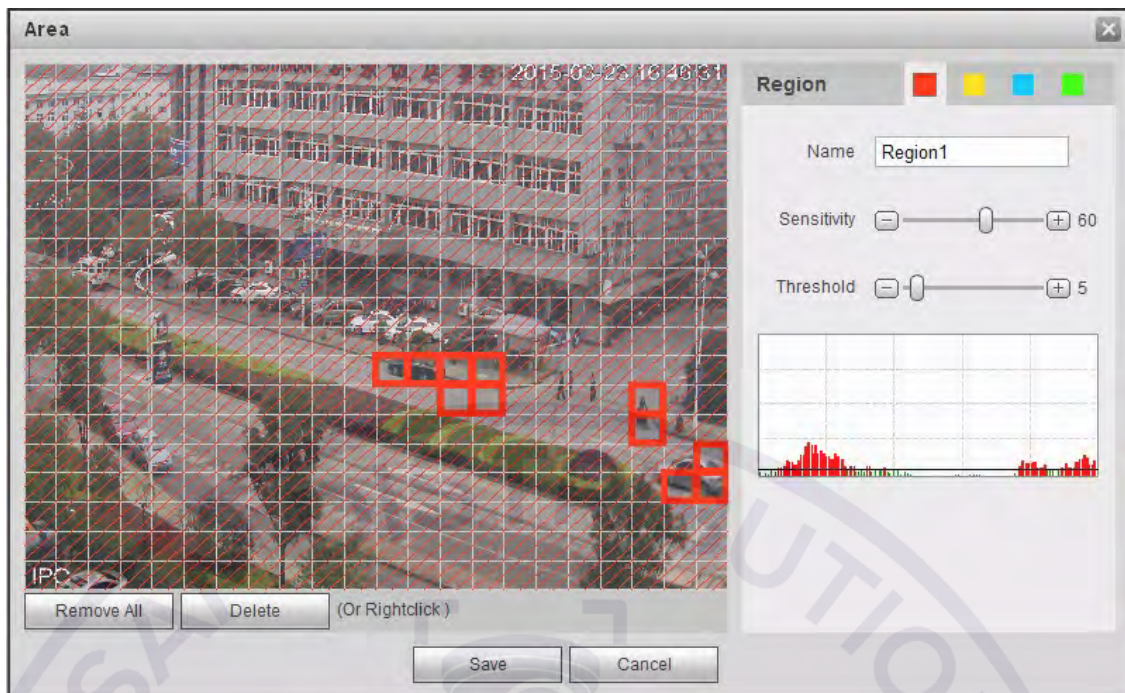 Area
2015-03-23 16:46:31
IPC
Region
Name Region1
Sensitivity 60
Threshold 5
Remove All Delete (Or Rightclick )
Save Cancel